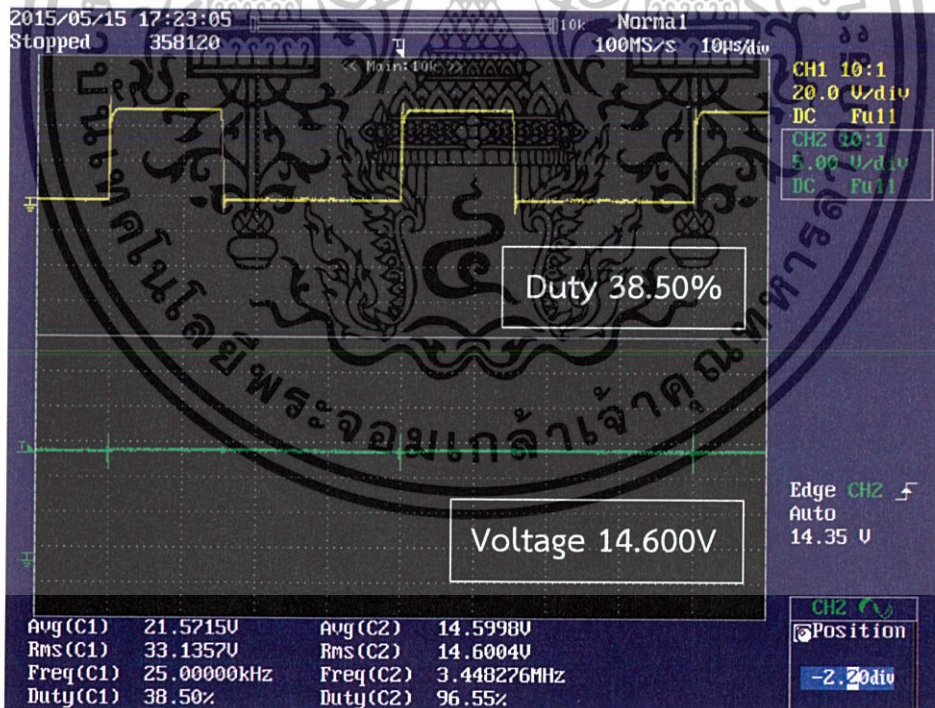 2015/05/15 17:23:05
10k
Normal
Stopped 358120
100MS/s 10µs/div
<< Main:10k >>
CH1 10:1
20.0 V/div
DC Full
CH2 10:1
5.00 V/div
DC Full
Duty 38.50%
Voltage 14.600V
Edge CH2
Auto
14.35 V
CH2
Position
-2.20div
Avg(C1) 21.5715V Avg(C2) 14.5998V
Rms(C1) 33.1357V Rms(C2) 14.6004V
Freq(C1) 25.00000kHz Freq(C2) 3.448276MHz
Duty(C1) 38.50% Duty(C2) 96.55%